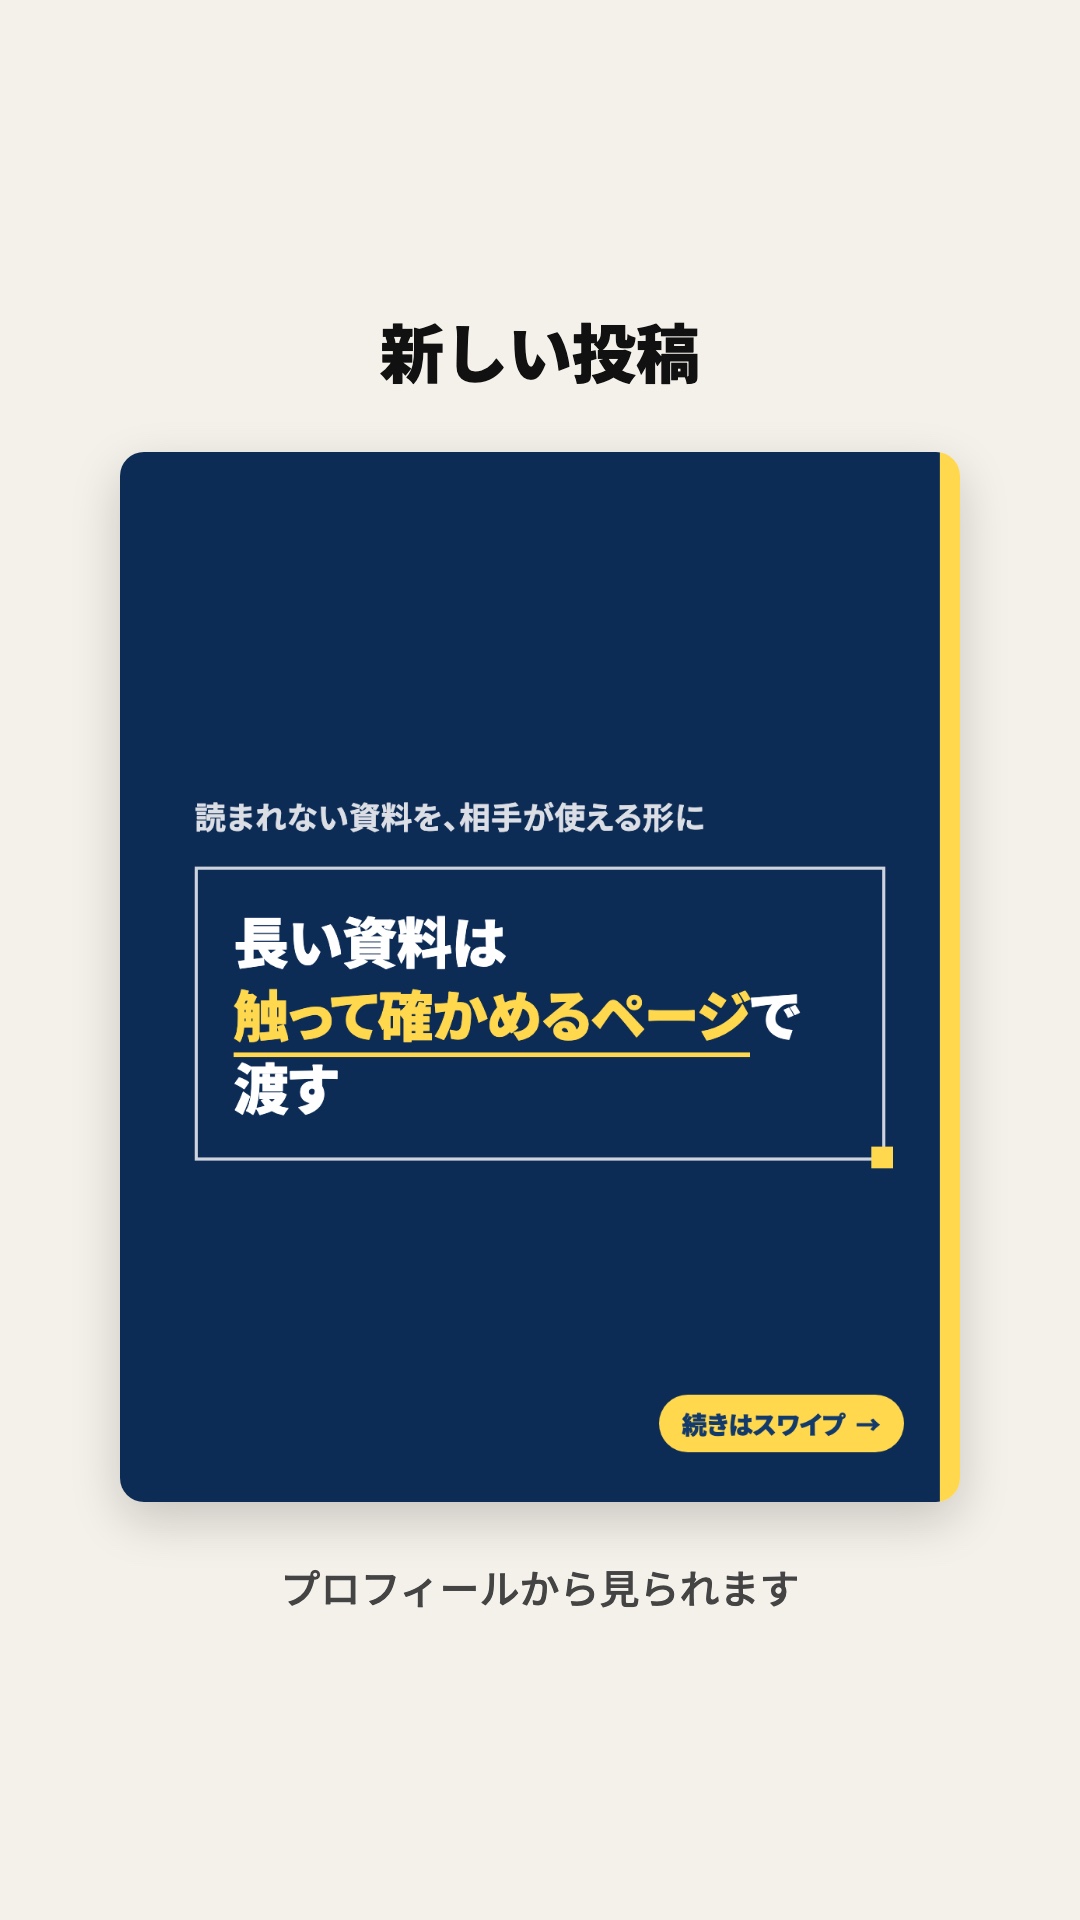 新しい投稿
読まれない資料を、相手が使える形に
長い資料は
触って確かめるページで
渡す
続きはスワイプ →
プロフィールから見られます